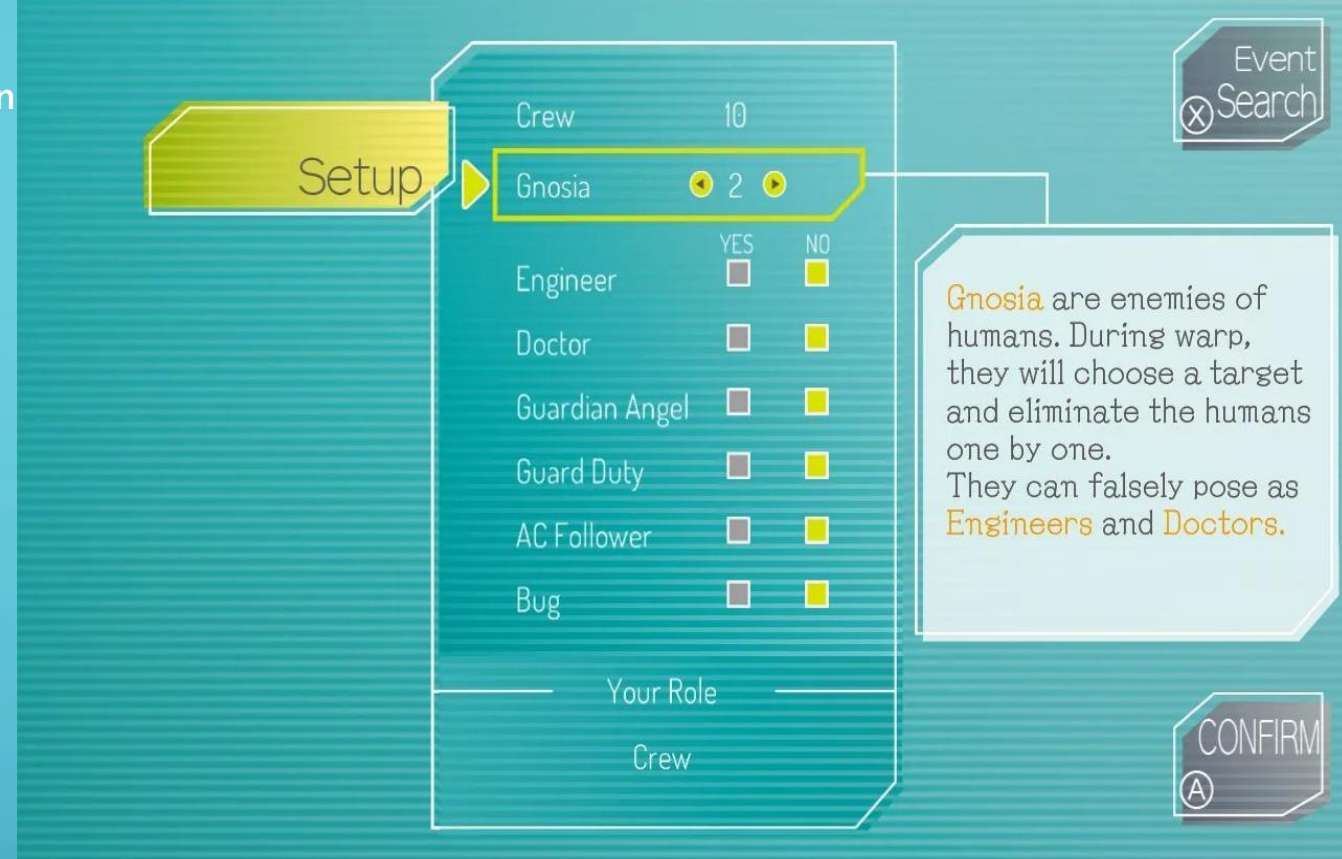 n
Event
Search
X
Setup
Crew 10
Gnosia 2
YES NO
Engineer
Doctor
Guardian Angel
Guard Duty
AC Follower
Bug
Your Role
Crew
Gnosia are enemies of
humans. During warp,
they will choose a target
and eliminate the humans
one by one.
They can falsely pose as
Engineers and Doctors.
CONFIRM
A